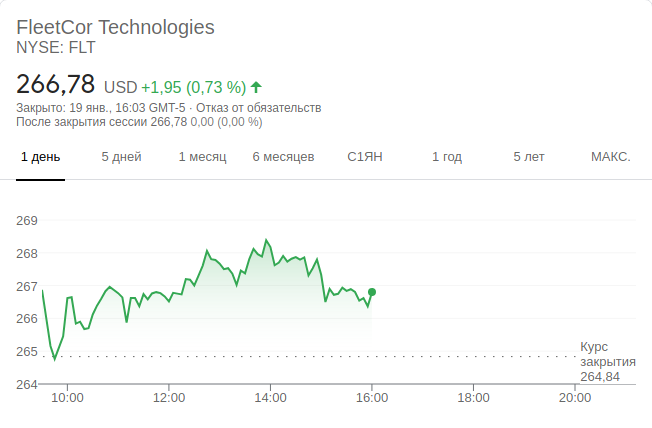 FleetCor Technologies
NYSE: FLT
266,78 USD +1,95 (0,73 %)
Закрыто: 19 янв., 16:03 GMT-5 · Отказ от обязательств
После закрытия сессии 266,78 0,00 (0,00 %)
1 день 5 дней 1 месяц 6 месяцев С1ЯН 1 год 5 лет МАКС.
269
268
267
266
265
264
Курс
закрытия
264,84
10:00 12:00 14:00 16:00 18:00 20:00